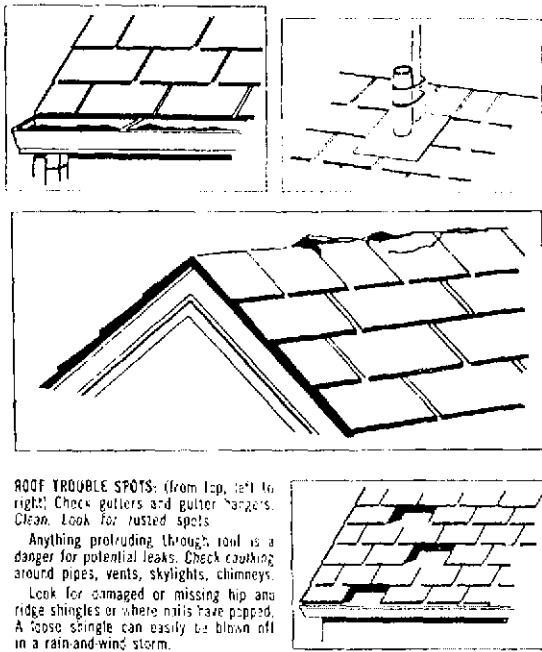 ROOF TROUBLE SPOTS: (from top, left to
right) Check gutters and gutter hangers.
Clean. Look for rusted spots.
Anything protruding through roof is a
danger for potential leaks. Check caulking
around pipes, vents, skylights, chimneys.
Look for damaged or missing hip and
ridge shingles or where nails have popped.
A loose shingle can easily be blown off
in a rain-and-wind storm.